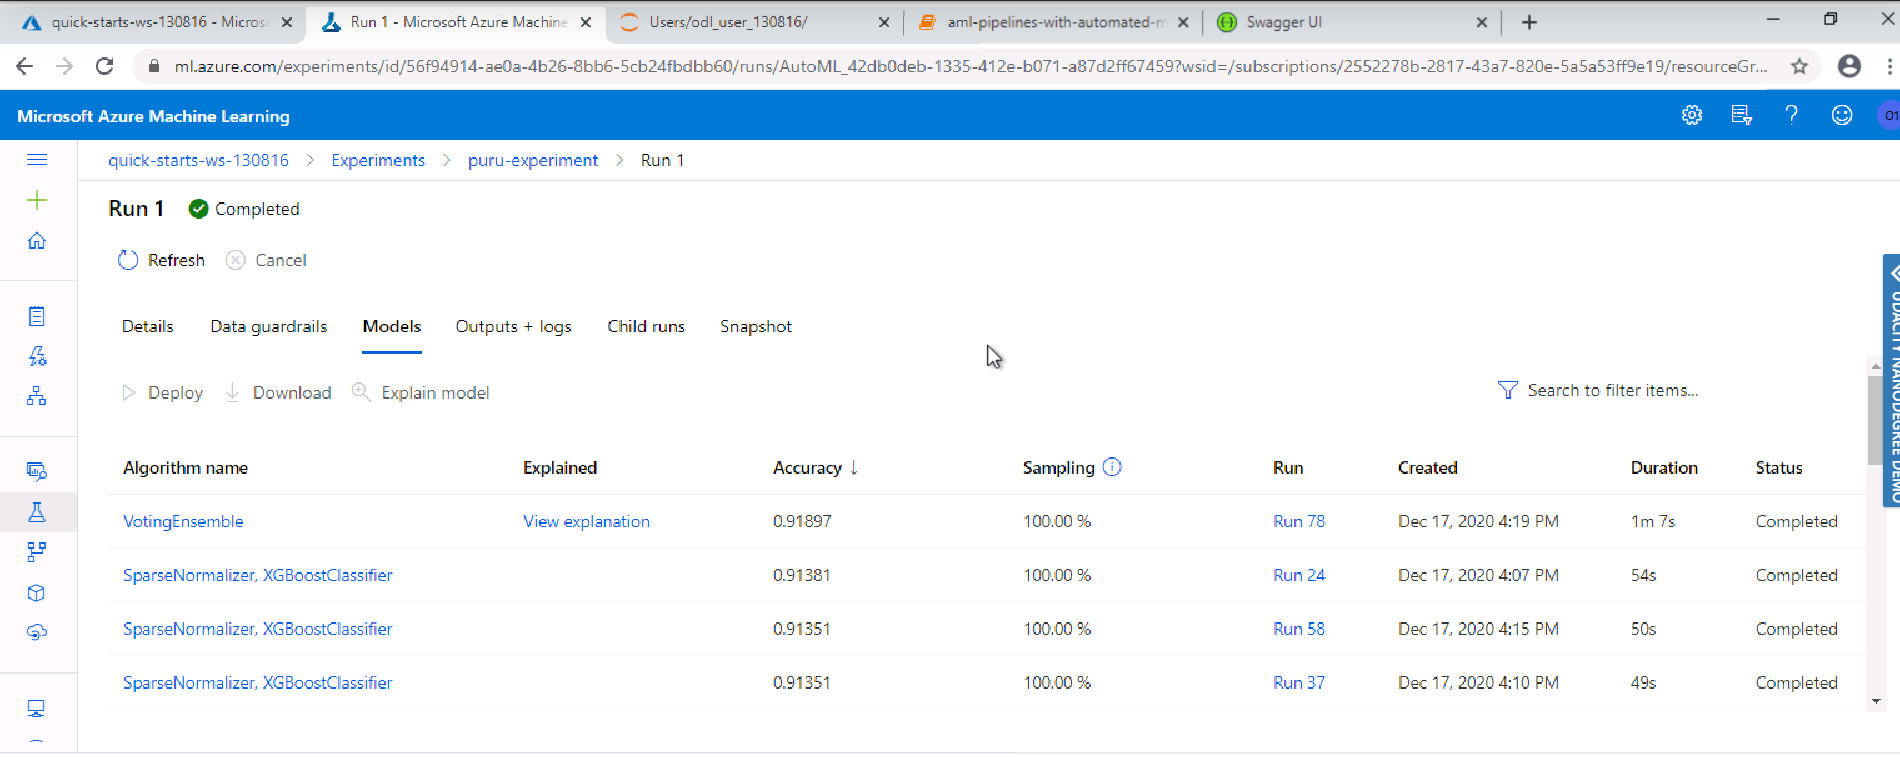 quick-starts-ws-130816 - Micros
Run 1 - Microsoft Azure Machine
Users/odl_user_130816/
aml-pipelines-with-automated-m
Swagger UI
ml.azure.com/experiments/id/56f94914-ae0a-4b26-8bb6-5cb24fbdbb60/runs/AutoML_42db0deb-1335-412e-b071-a87d2ff67459?wsid=/subscriptions/2552278b-2817-43a7-820e-5a5a53ff9e19/resourceGr...
Microsoft Azure Machine Learning
01
quick-starts-ws-130816 > Experiments > puru-experiment > Run 1
Run 1 Completed
Refresh Cancel
Details Data guardrails Models Outputs + logs Child runs Snapshot
Deploy Download Explain model Search to filter items...
Algorithm name Explained Accuracy ↓ Sampling Run Created Duration Status
VotingEnsemble View explanation 0.91897 100.00 % Run 78 Dec 17, 2020 4:19 PM 1m 7s Completed
SparseNormalizer, XGBoostClassifier 0.91381 100.00 % Run 24 Dec 17, 2020 4:07 PM 54s Completed
SparseNormalizer, XGBoostClassifier 0.91351 100.00 % Run 58 Dec 17, 2020 4:15 PM 50s Completed
SparseNormalizer, XGBoostClassifier 0.91351 100.00 % Run 37 Dec 17, 2020 4:10 PM 49s Completed
UDACITY NANODEGREE DEMO